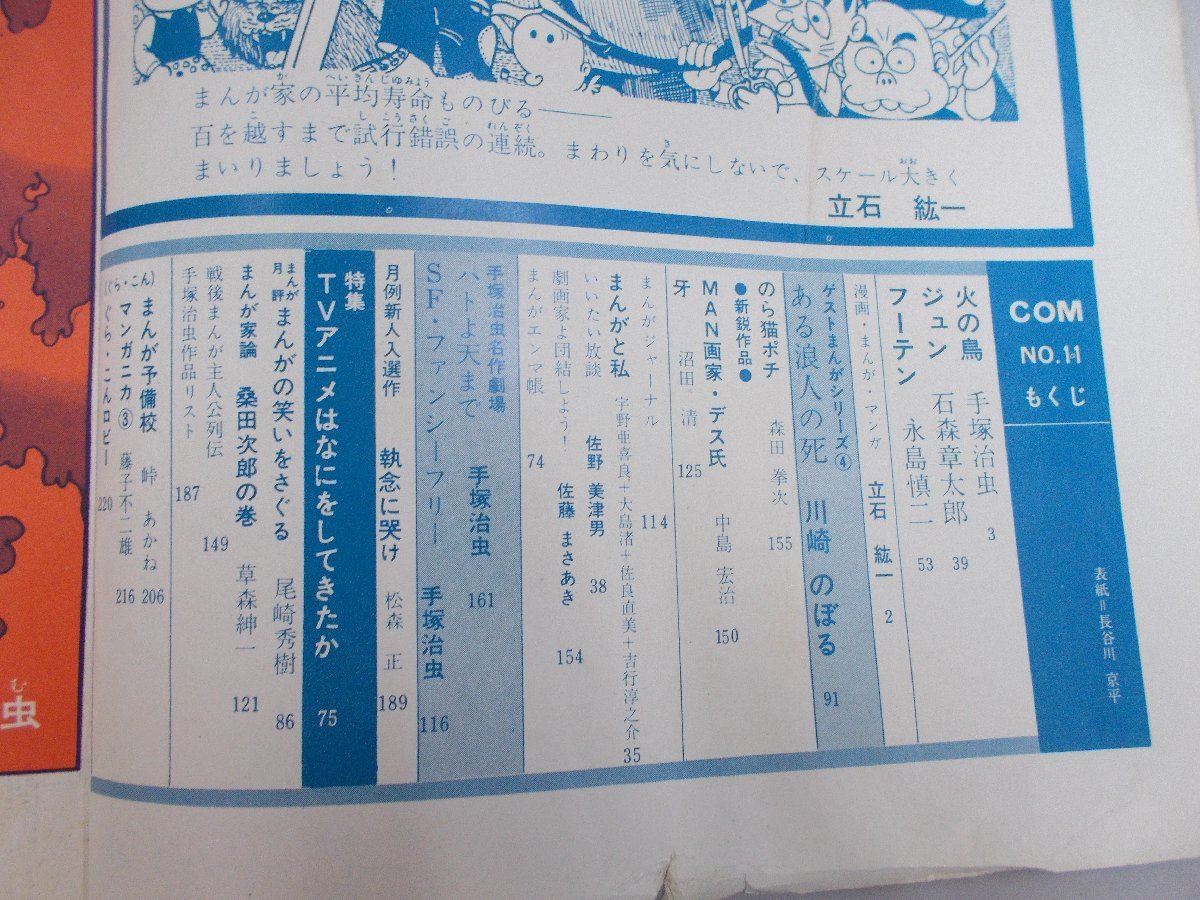 まんが家の平均寿命ものびる――
百を越すまで試行錯誤の連続。まわりを気にしないで、スケール大きく
まいりましょう!
立石 紘一
COM
NO.11
もくじ
表紙=長谷川 京平
火の鳥 手塚治虫 3
ジュン 石森章太郎 39
フーテン 永島慎二 53
漫画・まんが・マンガ 立石 紘一 2
ゲストまんがシリーズ④
ある浪人の死 川崎 のぼる 91
のら猫ポチ 森田 拳次 155
●新鋭作品●
MAN画家・デス氏 中島 宏治 150
牙 沼田・清 125
まんがジャーナル 114
まんがと私 宇野亜喜良+大島渚+佐良直美+吉行淳之介 35
いいたい放談 佐野 美津男 38
劇画家よ団結しよう! 佐藤 まさあき 154
まんがエンマ帳 74
手塚治虫名作劇場
ハトよ天まで 手塚治虫 161
SF・ファンシーフリー 手塚治虫 116
月例新人入選作 執念に哭け 松森 正 189
特集
TVアニメはなにをしてきたか 75
まんが月評 まんがの笑いをさぐる 尾崎秀樹 86
まんが家論 桑田次郎の巻 草森紳一 121
戦後まんが主人公列伝 149
手塚治虫作品リスト 187
(ぐら・こん) まんが予備校 峠 あかね 206
マンガニカ③ 藤子不二雄 216
ぐら・こんロビー 220
虫
む